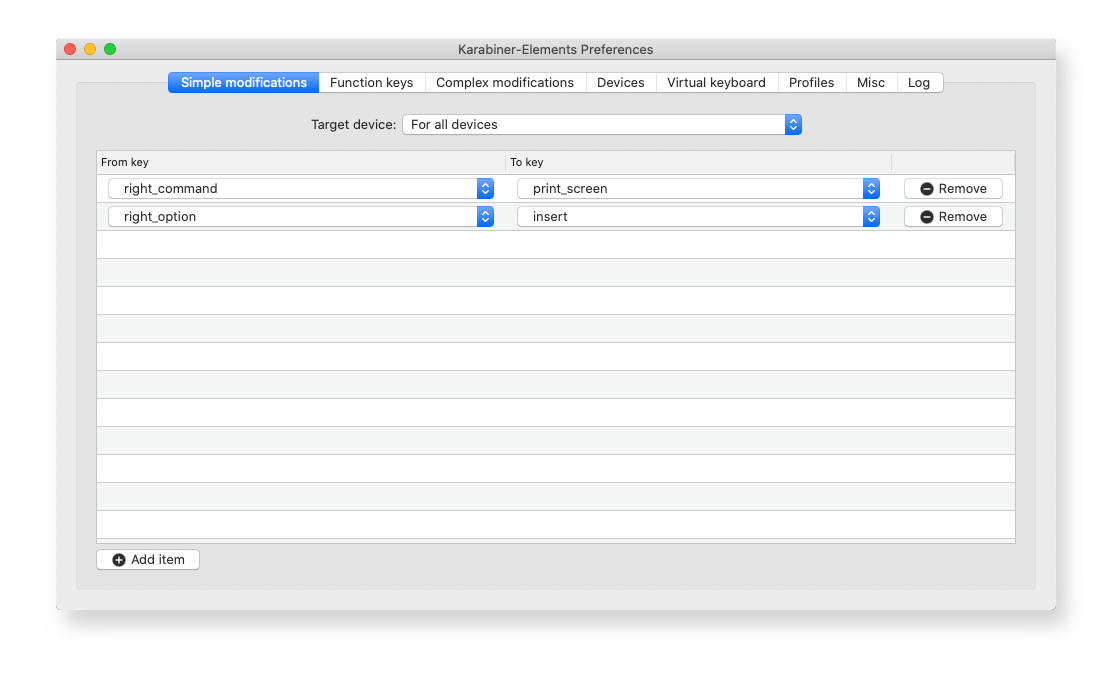 Karabiner-Elements Preferences
Simple modifications Function keys Complex modifications Devices Virtual keyboard Profiles Misc Log
Target device: For all devices
From key To key
right_command print_screen Remove
right_option insert Remove
Add item